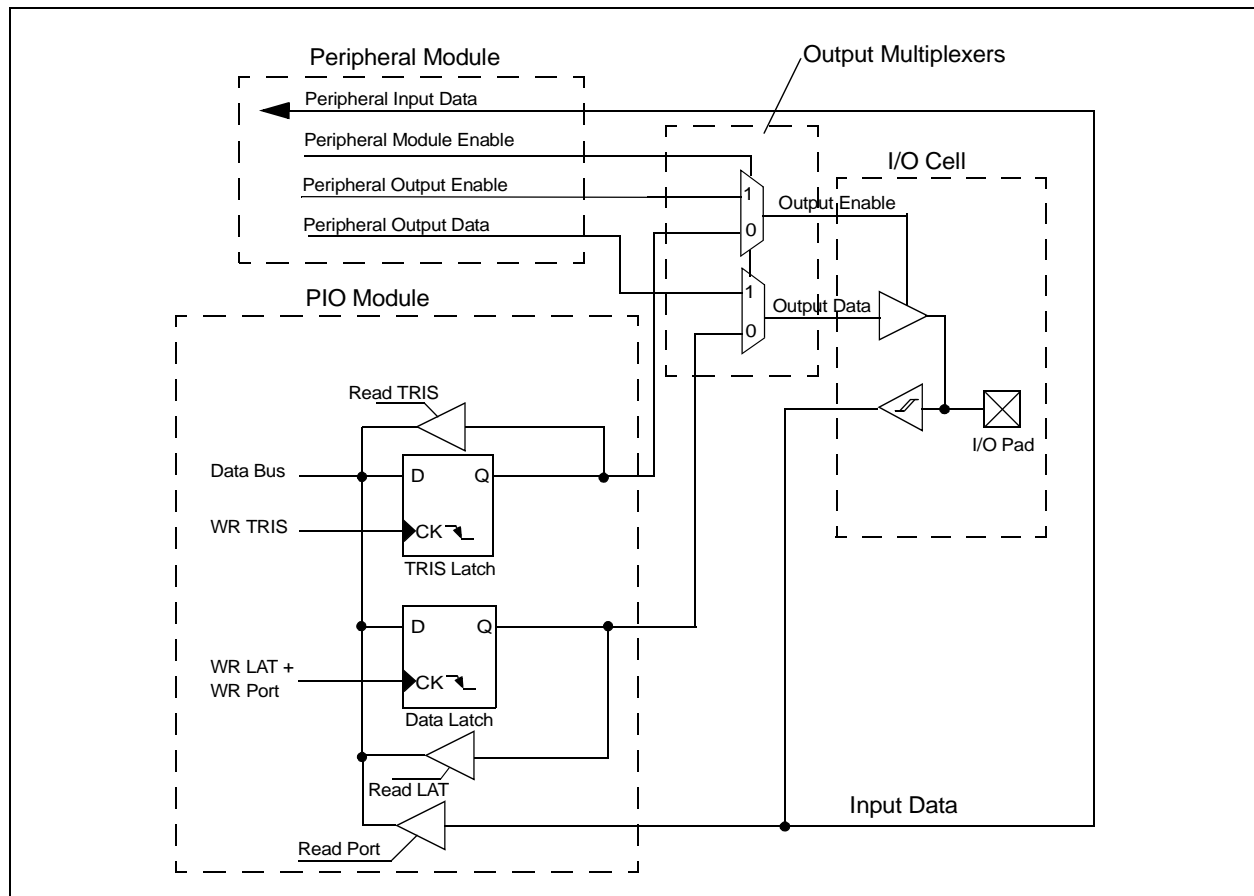 Peripheral Module
Output Multiplexers
Peripheral Input Data
Peripheral Module Enable
I/O Cell
Peripheral Output Enable
1
Output Enable
Peripheral Output Data
0
PIO Module
1
Output Data
0
Read TRIS
I/O Pad
Data Bus
D
Q
WR TRIS
CK
TRIS Latch
D
Q
WR LAT +
WR Port
CK
Data Latch
Read LAT
Input Data
Read Port